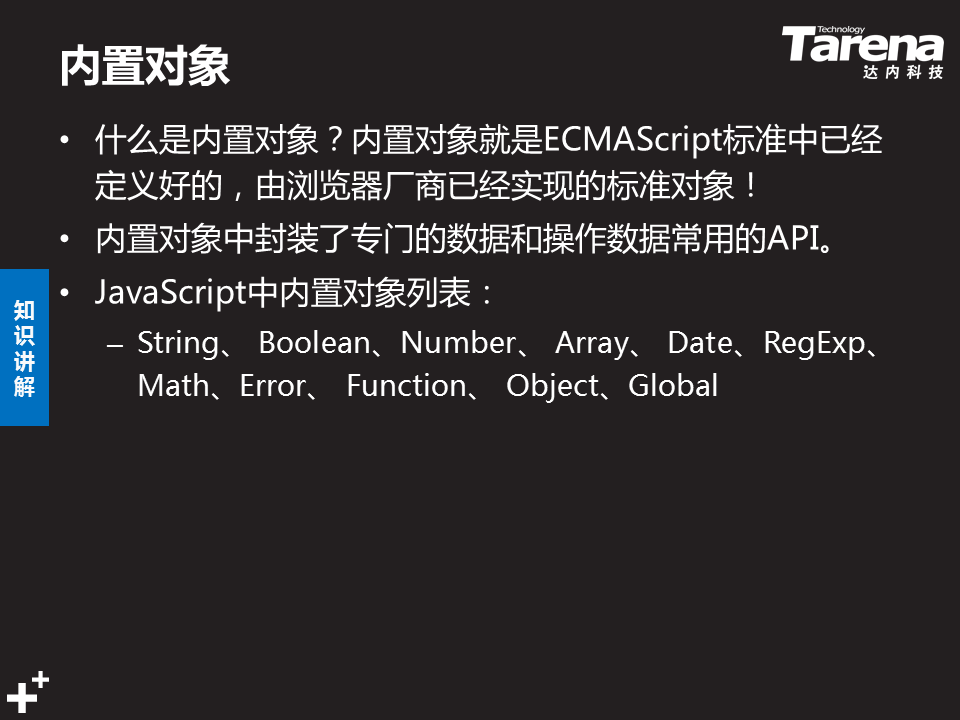 内置对象
Technology
Tarena
达内科技
• 什么是内置对象？内置对象就是ECMAScript标准中已经
定义好的，由浏览器厂商已经实现的标准对象！
• 内置对象中封装了专门的数据和操作数据常用的API。
• JavaScript中内置对象列表：
– String、 Boolean、Number、 Array、 Date、RegExp、
Math、Error、 Function、 Object、Global
知
识
讲
解